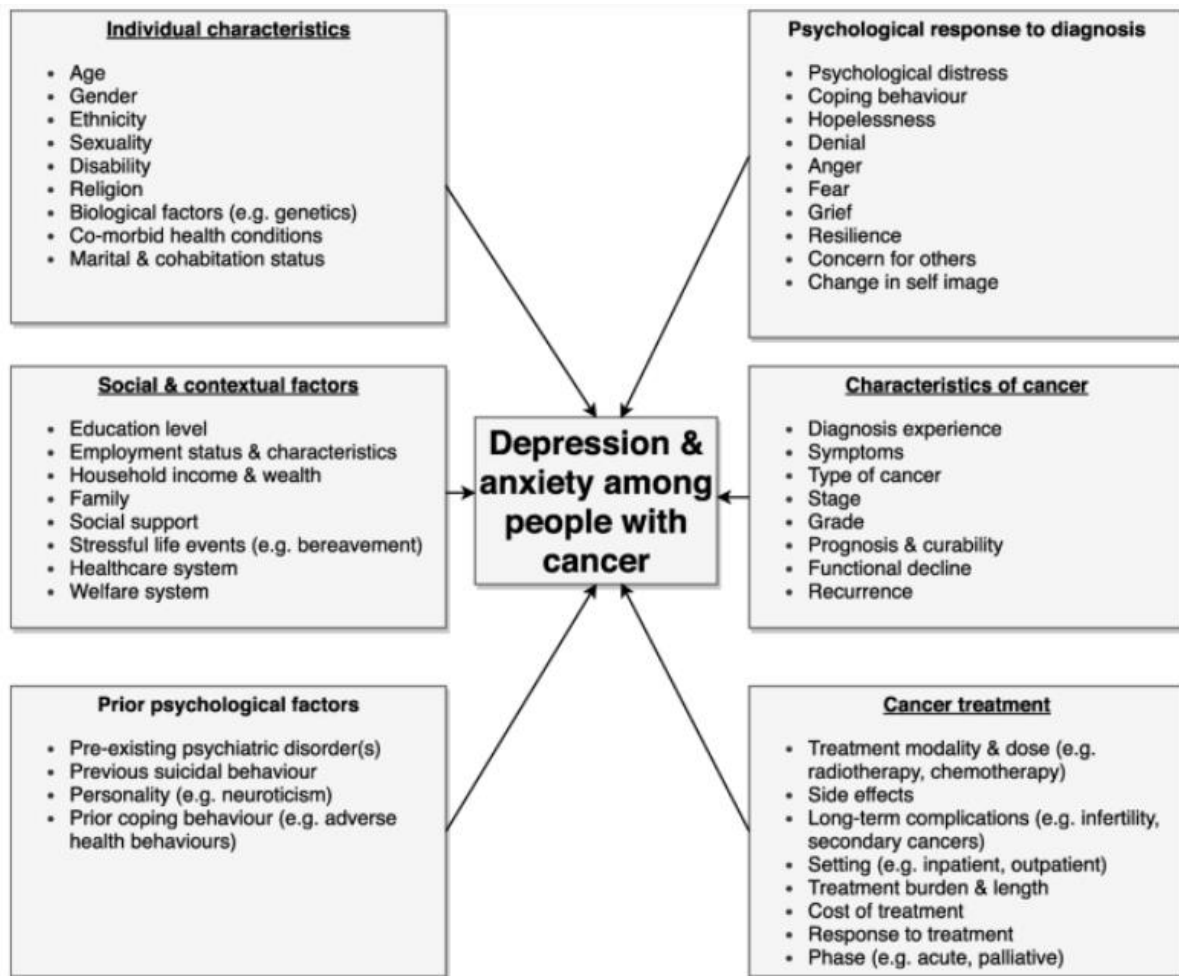 Individual characteristics
• Age
• Gender
• Ethnicity
• Sexuality
• Disability
• Religion
• Biological factors (e.g. genetics)
• Co-morbid health conditions
• Marital & cohabitation status
Psychological response to diagnosis
• Psychological distress
• Coping behaviour
• Hopelessness
• Denial
• Anger
• Fear
• Grief
• Resilience
• Concern for others
• Change in self image
Social & contextual factors
• Education level
• Employment status & characteristics
• Household income & wealth
• Family
• Social support
• Stressful life events (e.g. bereavement)
• Healthcare system
• Welfare system
Depression &
anxiety among
people with
cancer
Characteristics of cancer
• Diagnosis experience
• Symptoms
• Type of cancer
• Stage
• Grade
• Prognosis & curability
• Functional decline
• Recurrence
Prior psychological factors
• Pre-existing psychiatric disorder(s)
• Previous suicidal behaviour
• Personality (e.g. neuroticism)
• Prior coping behaviour (e.g. adverse
health behaviours)
Cancer treatment
• Treatment modality & dose (e.g.
radiotherapy, chemotherapy)
• Side effects
• Long-term complications (e.g. infertility,
secondary cancers)
• Setting (e.g. inpatient, outpatient)
• Treatment burden & length
• Cost of treatment
• Response to treatment
• Phase (e.g. acute, palliative)